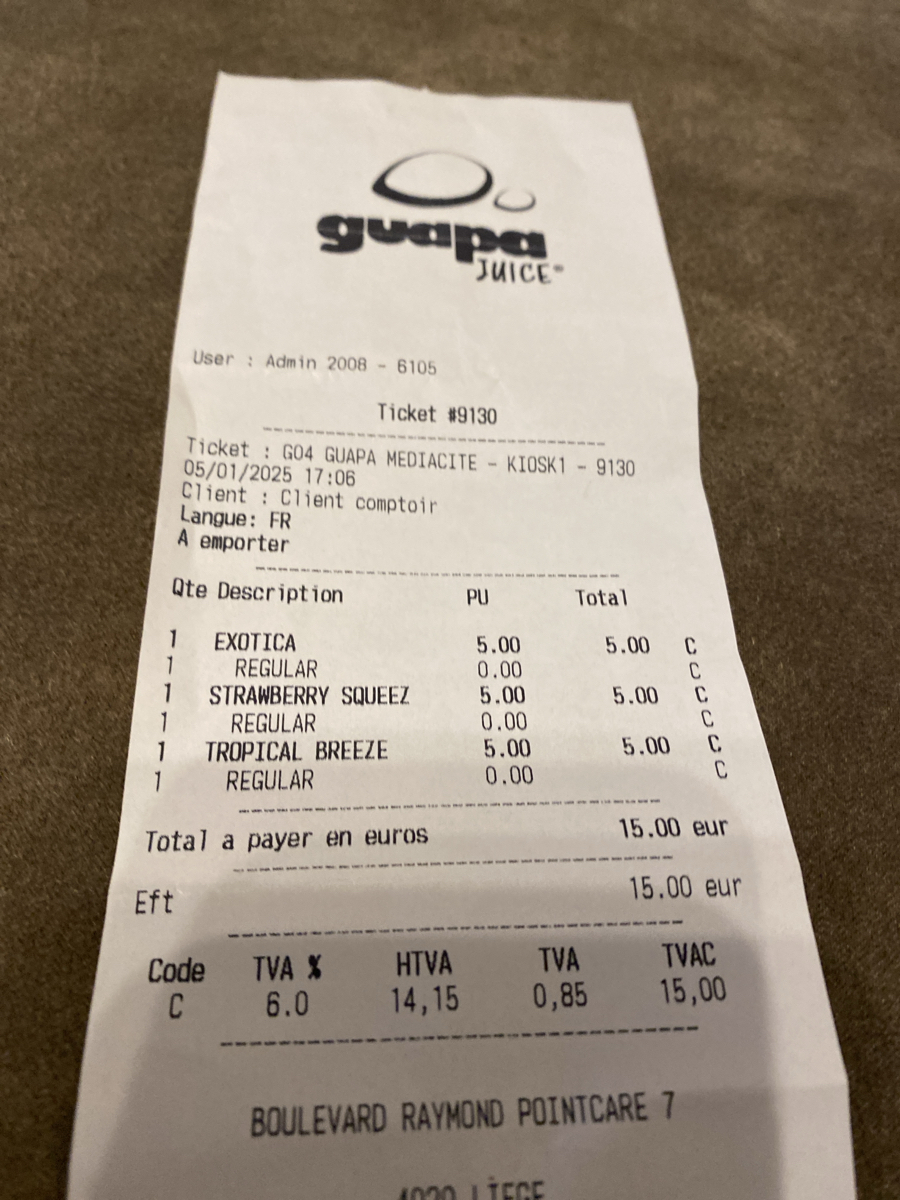 guapa
JUICE®
User : Admin 2008 - 6105
Ticket #9130
Ticket : G04 GUAPA MEDIACITE - KIOSK1 - 9130
05/01/2025 17:06
Client : Client comptoir
Langue: FR
A emporter
Qte Description PU Total
1 EXOTICA 5.00 5.00 C
1 REGULAR 0.00 C
1 STRAWBERRY SQUEEZ 5.00 5.00 C
1 REGULAR 0.00 C
1 TROPICAL BREEZE 5.00 5.00 C
1 REGULAR 0.00 C
Total a payer en euros 15.00 eur
Eft 15.00 eur
Code TVA % HTVA TVA TVAC
C 6.0 14,15 0,85 15,00
BOULEVARD RAYMOND POINTCARE 7
LIEGE